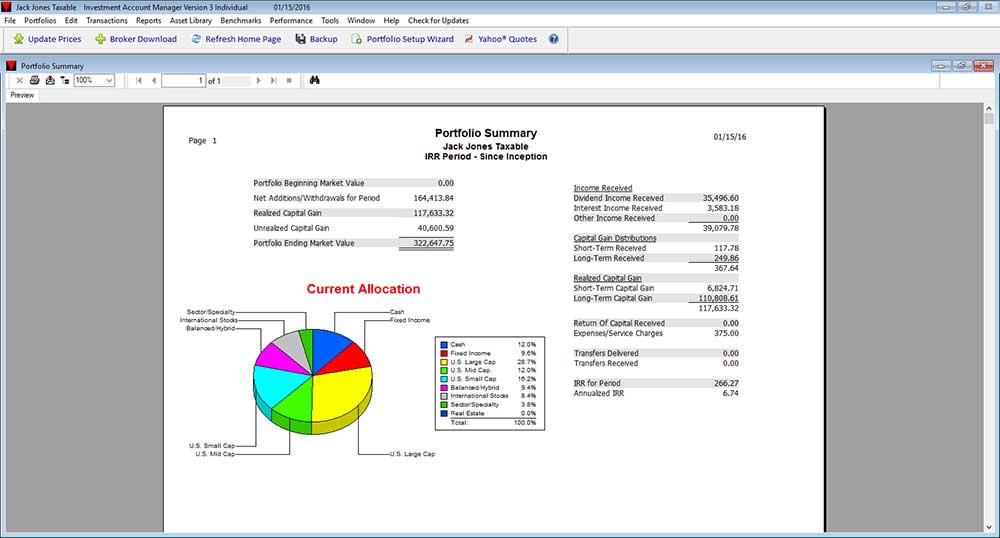 Jack Jones Taxable Investment Account Manager Version 3 Individual 01/15/2016
File Portfolios Edit Transactions Reports Asset Library Benchmarks Performance Tools Window Help Check for Updates
Update Prices Broker Download Refresh Home Page Backup Portfolio Setup Wizard Yahoo® Quotes ?
Portfolio Summary
100% 1 of 1
Preview
Page 1
Portfolio Summary
Jack Jones Taxable
IRR Period - Since Inception
01/15/16
Portfolio Beginning Market Value 0.00
Net Additions/Withdrawals for Period 164,413.84
Realized Capital Gain 117,633.32
Unrealized Capital Gain 40,600.59
Portfolio Ending Market Value 322,647.75
Income Received
Dividend Income Received 35,496.60
Interest Income Received 3,583.18
Other Income Received 0.00
39,079.78
Capital Gain Distributions
Short-Term Received 117.78
Long-Term Received 249.86
367.64
Realized Capital Gain
Short-Term Capital Gain 6,824.71
Long-Term Capital Gain 110,808.61
117,633.32
Return Of Capital Received 0.00
Expenses/Service Charges 375.00
Transfers Delivered 0.00
Transfers Received 0.00
IRR for Period 266.27
Annualized IRR 6.74
Current Allocation
Sector/Specialty
International Stocks
Balanced/Hybrid
Cash
Fixed Income
U.S. Small Cap
U.S. Mid Cap
U.S. Large Cap
Cash 12.0%
Fixed Income 9.6%
U.S. Large Cap 28.7%
U.S. Mid Cap 12.0%
U.S. Small Cap 16.2%
Balanced/Hybrid 9.4%
International Stocks 8.4%
Sector/Specialty 3.8%
Real Estate 0.0%
Total: 100.0%